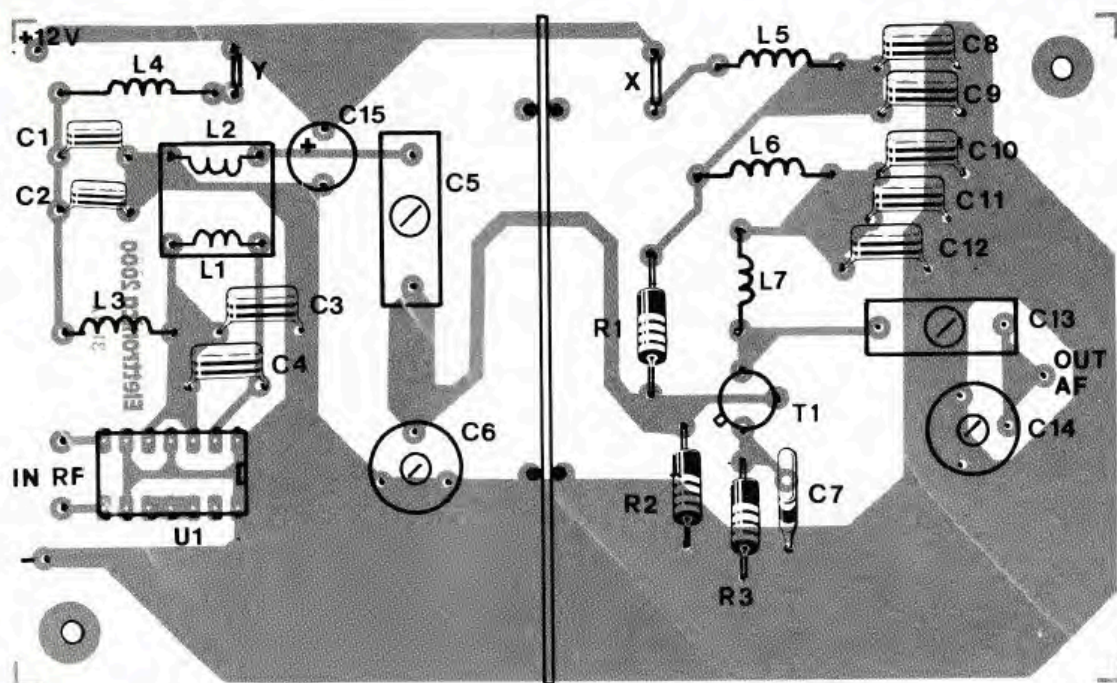 +12V
L4
Y
C1
L2
C15
+
C2
C5
L1
L3
C3
Elettronica 2000
C4
C6
IN RF
U1
X
L5
C8
C9
L6
C10
C11
C12
L7
R1
C13
OUT
AF
T1
C14
R2
C7
R3